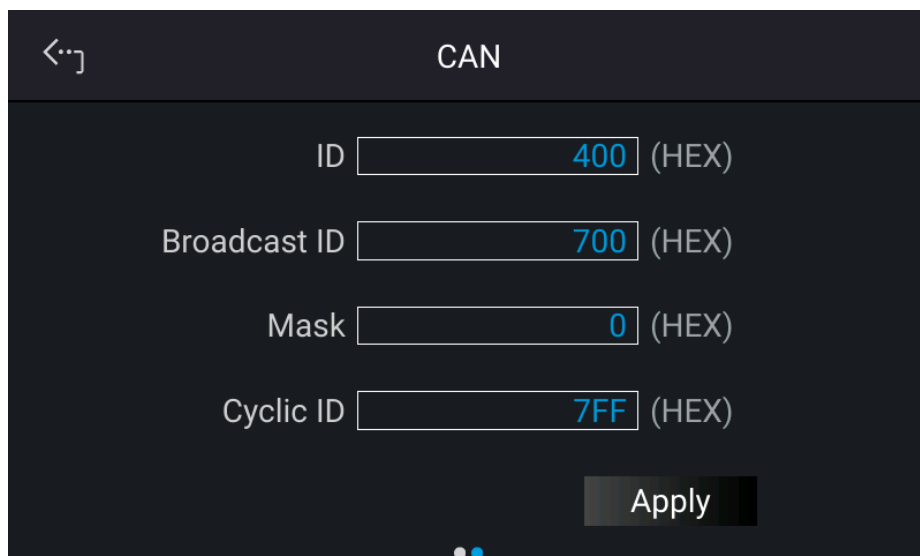 CAN
ID 400 (HEX)
Broadcast ID 700 (HEX)
Mask 0 (HEX)
Cyclic ID 7FF (HEX)
Apply